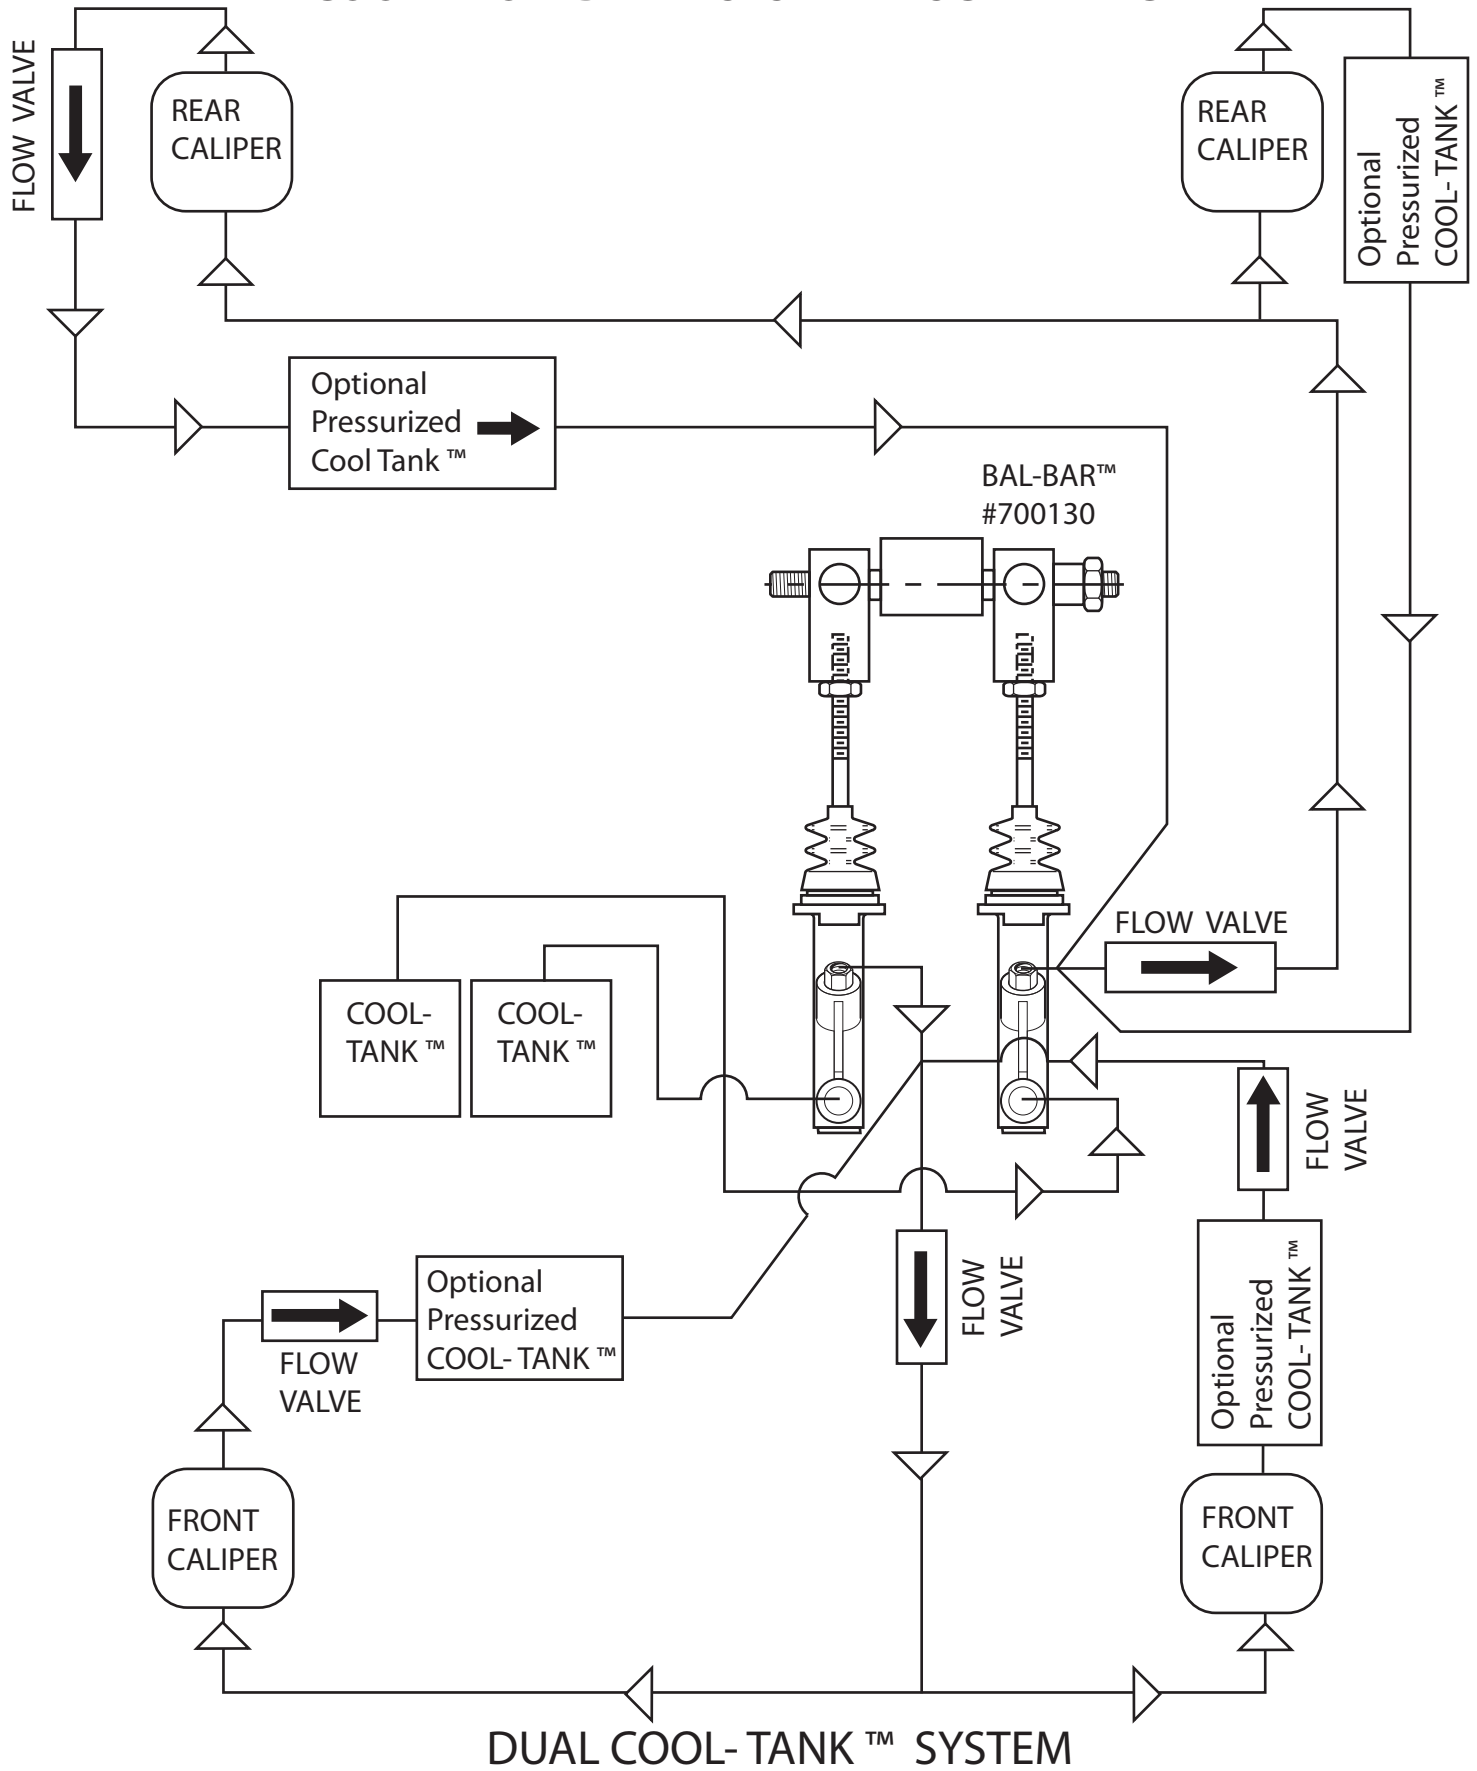 FLOW VALVE
REAR
CALIPER
REAR
CALIPER
Optional
Pressurized
COOL- TANK ™
Optional
Pressurized
Cool Tank ™
BAL-BAR™
#700130
FLOW VALVE
COOL-
TANK ™
COOL-
TANK ™
FLOW
VALVE
FLOW
VALVE
Optional
Pressurized
COOL- TANK ™
FLOW
VALVE
Optional
Pressurized
COOL- TANK ™
FRONT
CALIPER
FRONT
CALIPER
DUAL COOL- TANK ™ SYSTEM